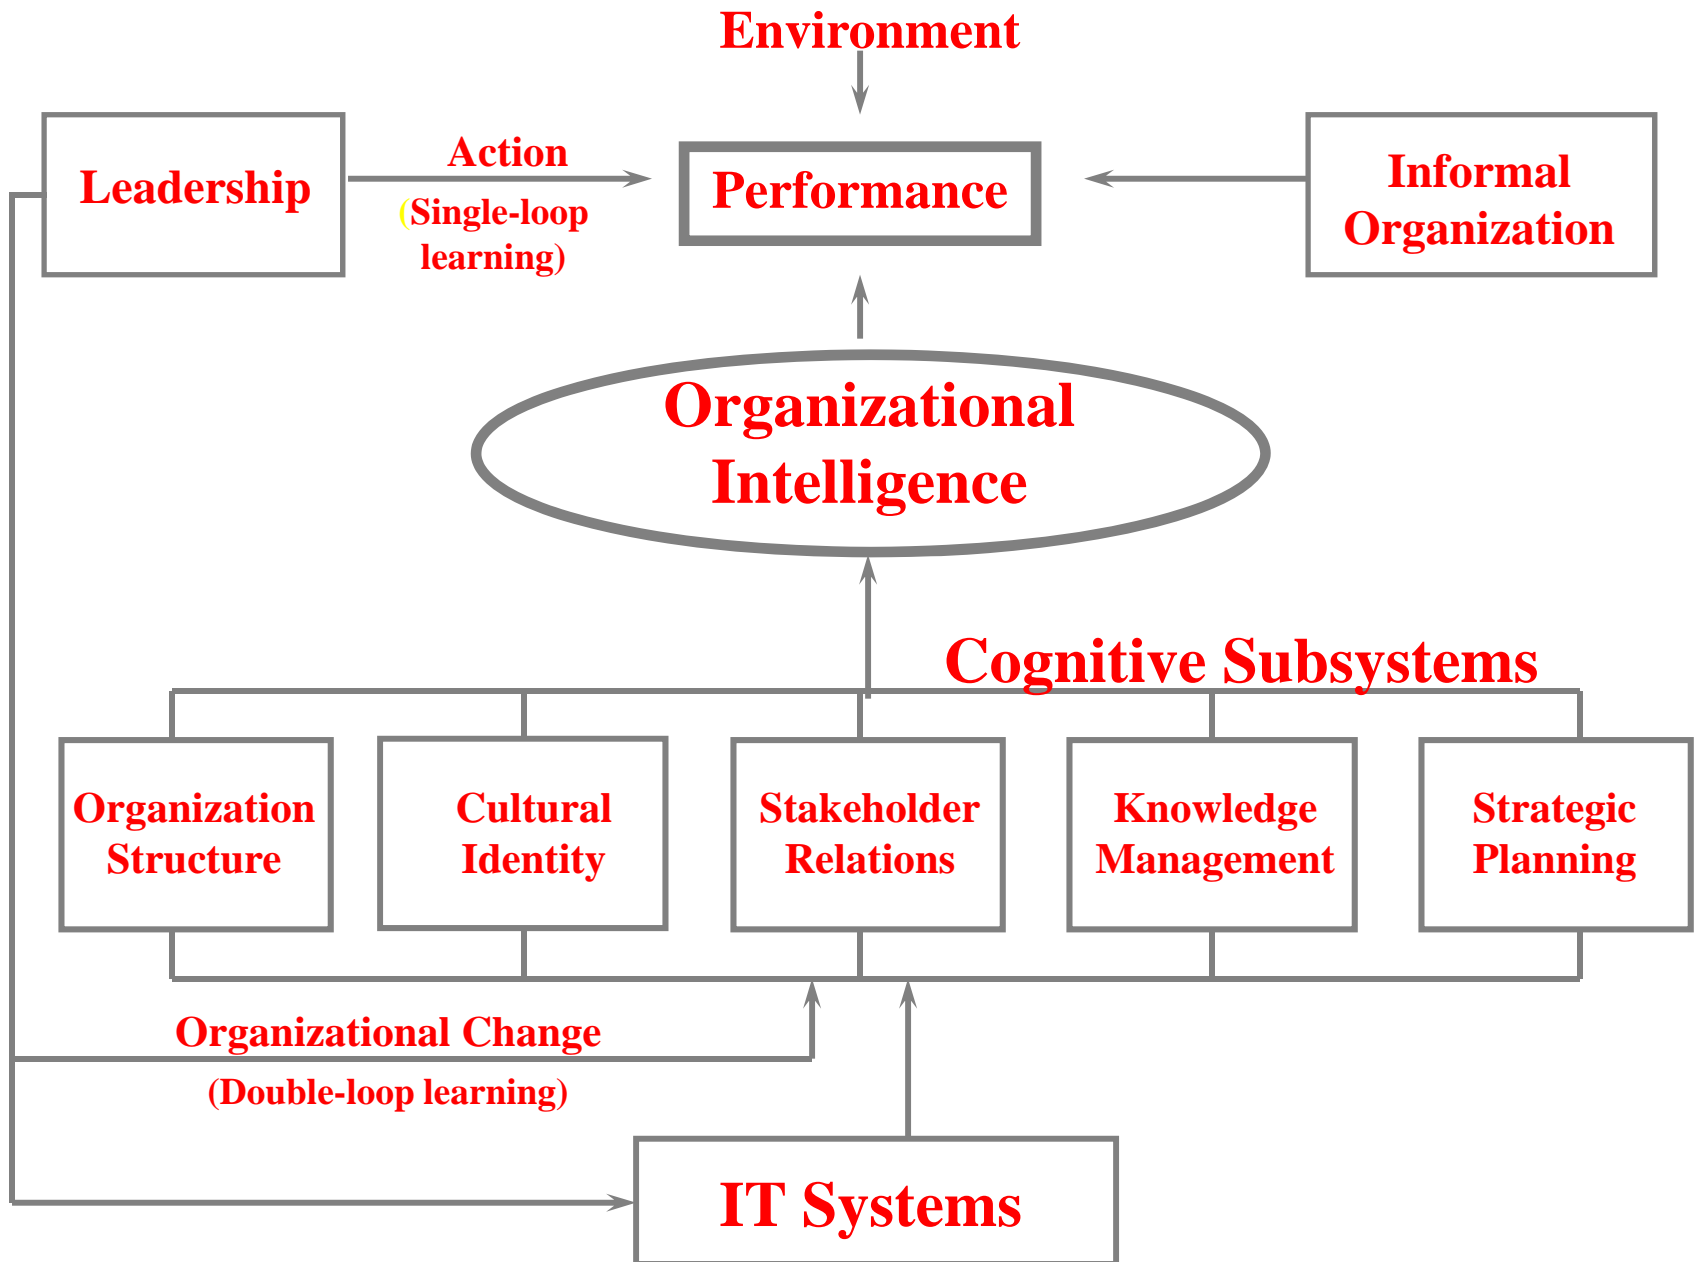 Environment
Leadership
Action
(Single-loop
learning)
Performance
Informal
Organization
Organizational
Intelligence
Cognitive Subsystems
Organization
Structure
Cultural
Identity
Stakeholder
Relations
Knowledge
Management
Strategic
Planning
Organizational Change
(Double-loop learning)
IT Systems